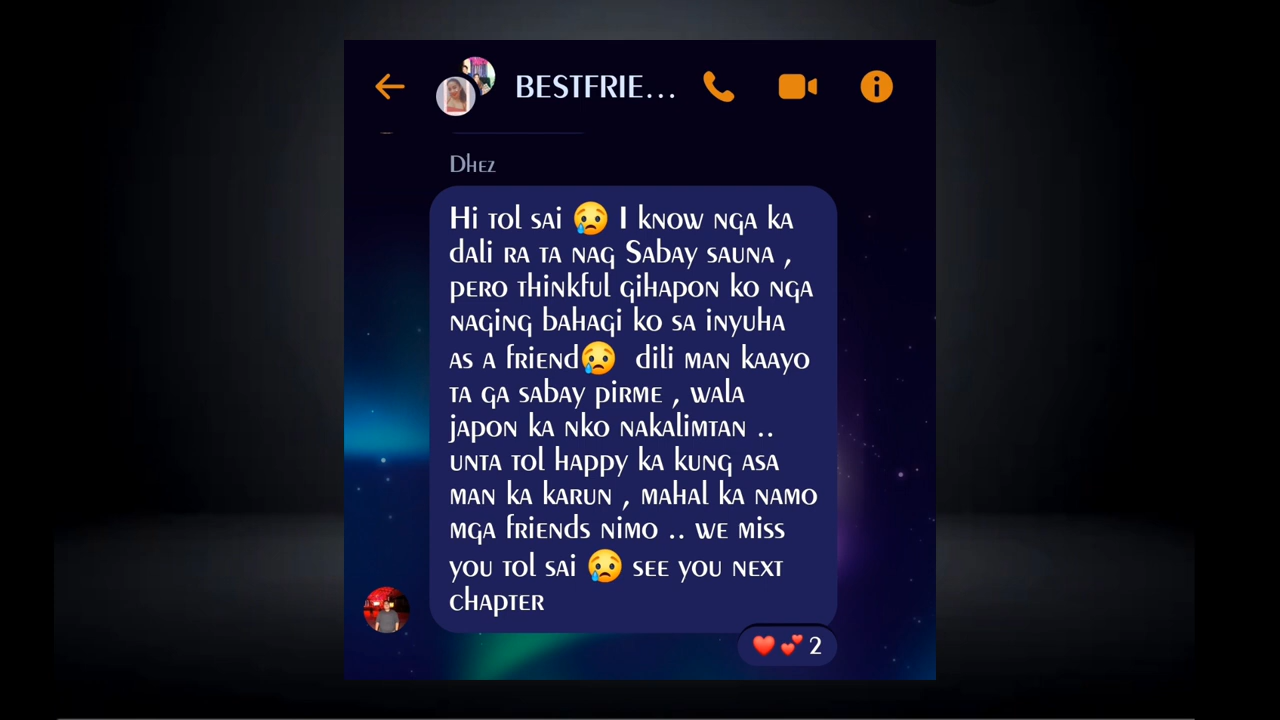 BESTFRIE...
Dhez
Hi tol sai 😢 I know nga ka
dali ra ta nag Sabay sauna ,
pero thinkful gihapon ko nga
naging bahagi ko sa inyuha
as a friend😢 dili man kaayo
ta ga sabay pirme , wala
japon ka nko nakalimtan ..
unta tol happy ka kung asa
man ka karun , mahal ka namo
mga friends nimo .. we miss
you tol sai 😢 see you next
chapter
❤️ 💕 2